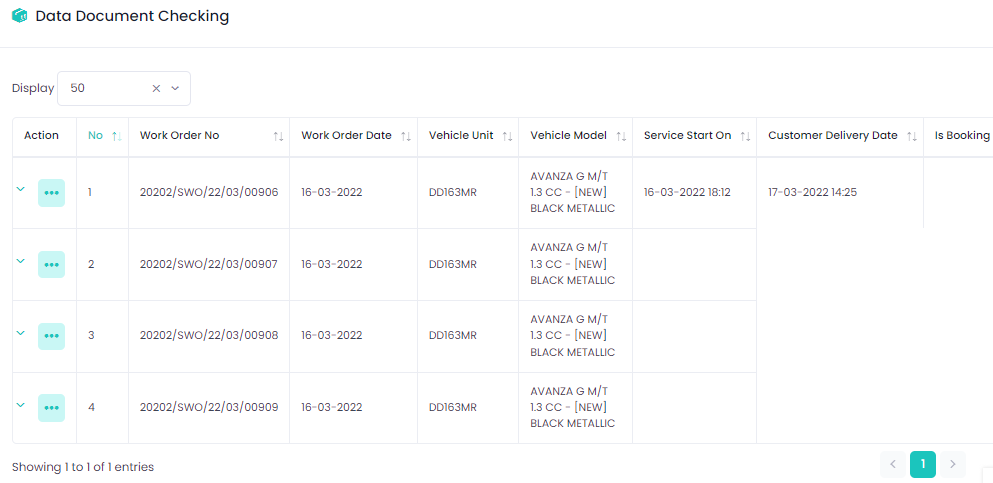 Data Document Checking
Display 50
Action No Work Order No Work Order Date Vehicle Unit Vehicle Model Service Start On Customer Delivery Date Is Booking
1 20202/SWO/22/03/00906 16-03-2022 DD163MR AVANZA G M/T 16-03-2022 18:12 17-03-2022 14:25
1.3 CC - [NEW]
BLACK METALLIC
2 20202/SWO/22/03/00907 16-03-2022 DD163MR AVANZA G M/T
1.3 CC - [NEW]
BLACK METALLIC
3 20202/SWO/22/03/00908 16-03-2022 DD163MR AVANZA G M/T
1.3 CC - [NEW]
BLACK METALLIC
4 20202/SWO/22/03/00909 16-03-2022 DD163MR AVANZA G M/T
1.3 CC - [NEW]
BLACK METALLIC
Showing 1 to 1 of 1 entries
1